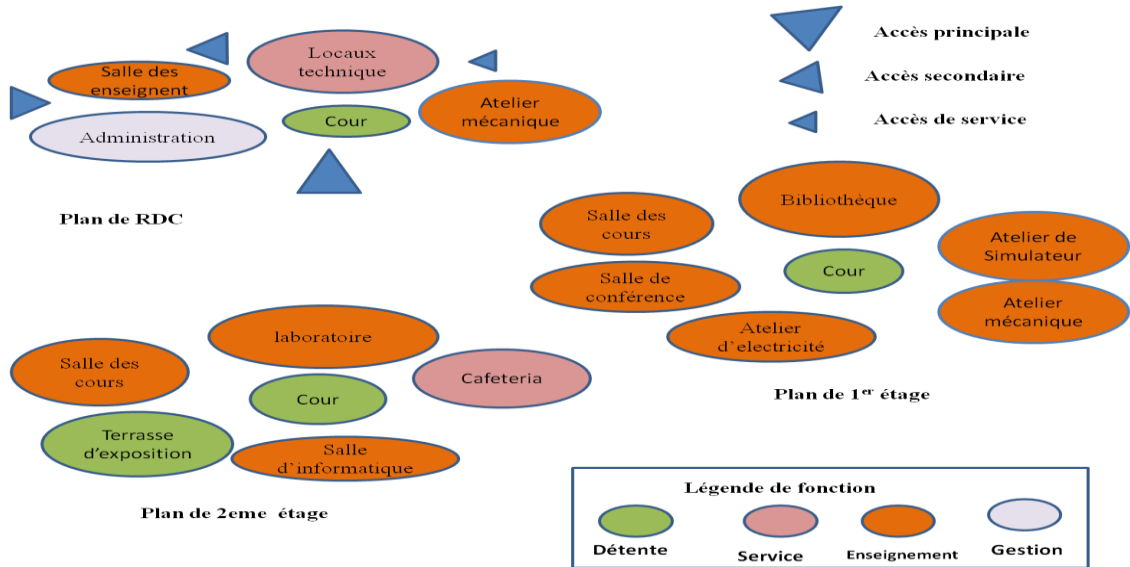 Locaux
technique
Salle des
enseignent
Administration
Cour
Atelier
mécanique
Plan de RDC
Accès principale
Accès secondaire
Accès de service
Bibliothèque
Salle des
cours
Atelier de
Simulateur
Cour
Salle de
conférence
Atelier
mécanique
Atelier
d’electricité
Plan de 1er étage
laboratoire
Salle des
cours
Cafeteria
Cour
Terrasse
d’exposition
Salle
d’informatique
Plan de 2eme étage
Légende de fonction
Détente
Service
Enseignement
Gestion